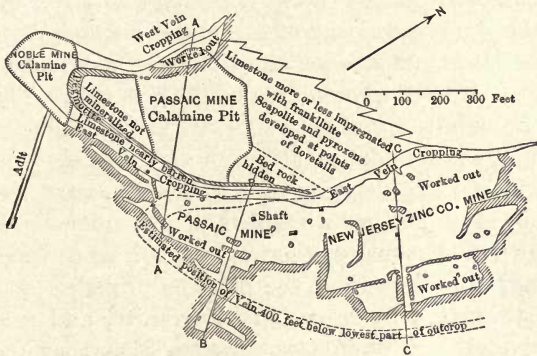 West Vein
Cropping
A
N
NOBLE MINE
Calamine
Pit
Worked out
Limestone more or less impregnated
with franklinite
Scapolite and pyroxene
developed at points
of dovetails
PASSAIC MINE
Calamine Pit
Limestone not
mineralized
Limestone nearly barren
East Vein Cropping
0 100 200 300 Feet
Adit
Bed rock
hidden
C
East Vein Cropping
Worked out
PASSAIC
MINE
Shaft
Worked out
NEW JERSEY ZINC CO. MINE
Worked out
A
Estimated position of Vein 400 feet below lowest part of outcrop
B
C